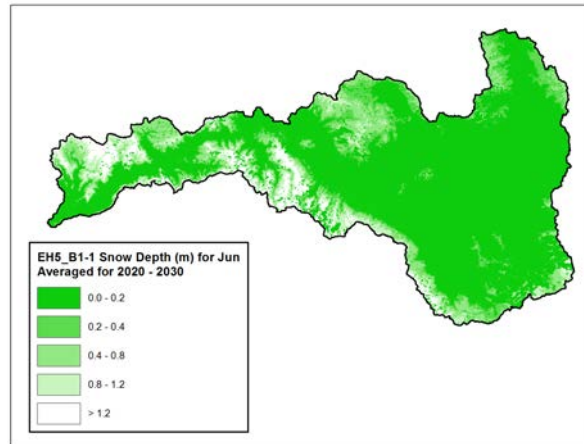 EH5_B1-1 Snow Depth (m) for Jun
Averaged for 2020 - 2030
0.0 - 0.2
0.2 - 0.4
0.4 - 0.8
0.8 - 1.2
> 1.2